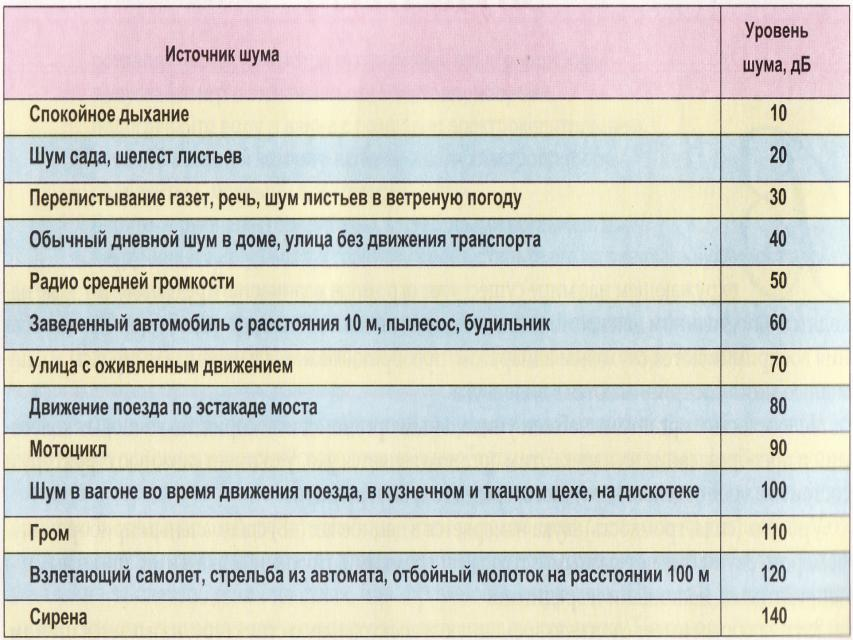 Источник шума
Уровень
шума, дБ
Спокойное дыхание 10
Шум сада, шелест листьев 20
Перелистывание газет, речь, шум листьев в ветреную погоду 30
Обычный дневной шум в доме, улица без движения транспорта 40
Радио средней громкости 50
Заведенный автомобиль с расстояния 10 м, пылесос, будильник 60
Улица с оживленным движением 70
Движение поезда по эстакаде моста 80
Мотоцикл 90
Шум в вагоне во время движения поезда, в кузнечном и ткацком цехе, на дискотеке 100
Гром 110
Взлетающий самолет, стрельба из автомата, отбойный молоток на расстоянии 100 м 120
Сирена 140